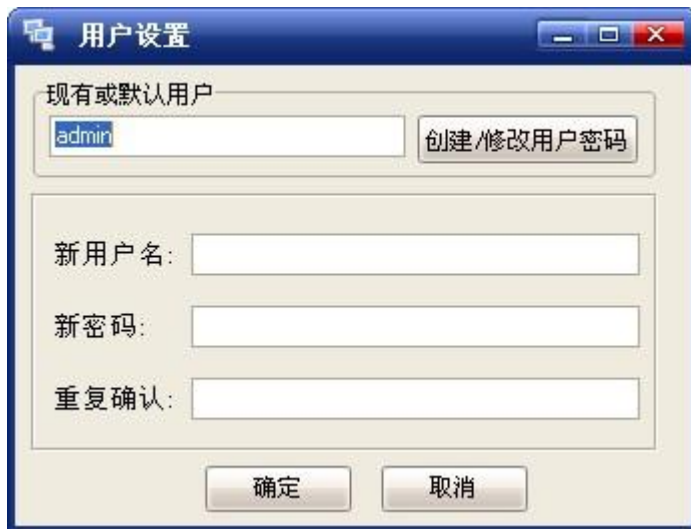 用户设置
现有或默认用户
admin
创建/修改用户密码
新用户名:
新密码:
重复确认:
确定 取消